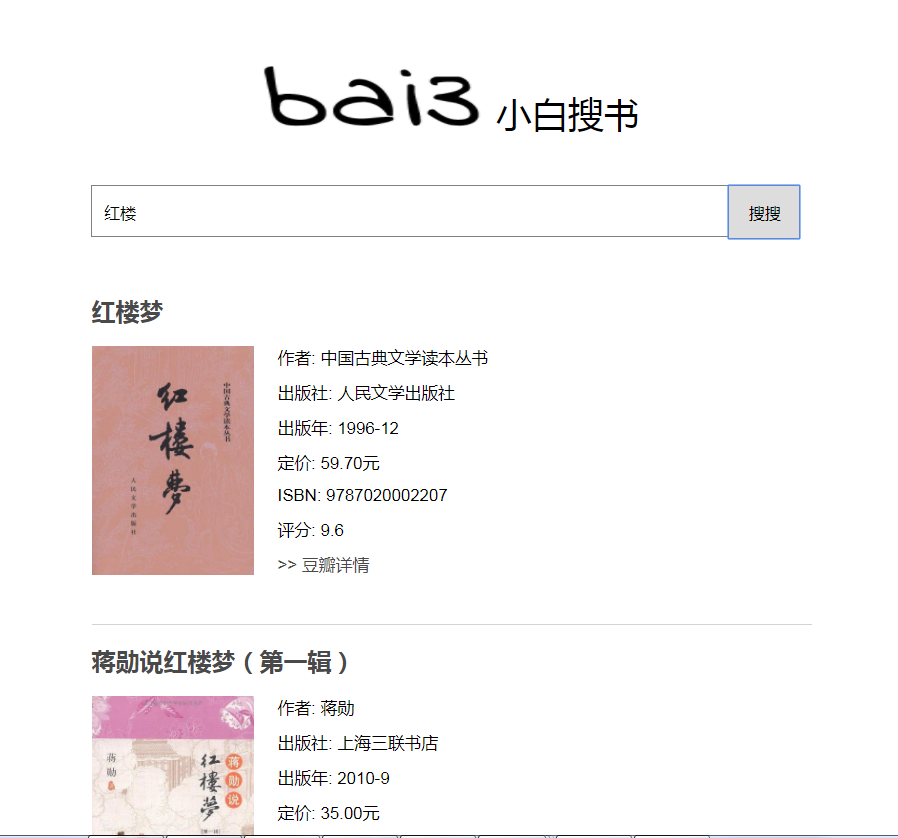 bai3 小白搜书
红楼
搜搜
红楼梦
红楼梦
中国古典文学读本丛书
人民文学出版社
作者: 中国古典文学读本丛书
出版社: 人民文学出版社
出版年: 1996-12
定价: 59.70元
ISBN: 9787020002207
评分: 9.6
>> 豆瓣详情
蒋勋说红楼梦（第一辑）
蒋勋
红楼梦
蒋勋说
【第一辑】
作者: 蒋勋
出版社: 上海三联书店
出版年: 2010-9
定价: 35.00元